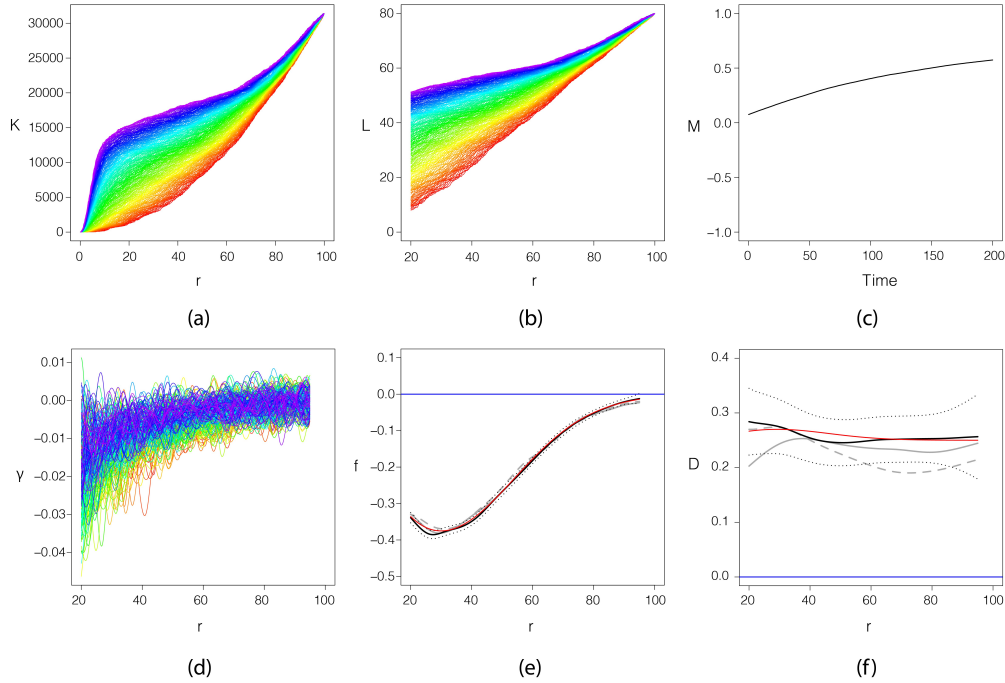 30000
25000
20000
15000
10000
5000
0
K
0 20 40 60 80 100
r
(a)
80
60
40
20
0
L
20 40 60 80 100
r
(b)
1.0
0.5
0.0
−0.5
−1.0
M
0 50 100 150 200
Time
(c)
0.01
0.00
−0.01
−0.02
−0.03
−0.04
γ
20 40 60 80 100
r
(d)
0.1
0.0
−0.1
−0.2
−0.3
−0.4
−0.5
f
20 40 60 80 100
r
(e)
0.4
0.3
0.2
0.1
0.0
D
20 40 60 80 100
r
(f)